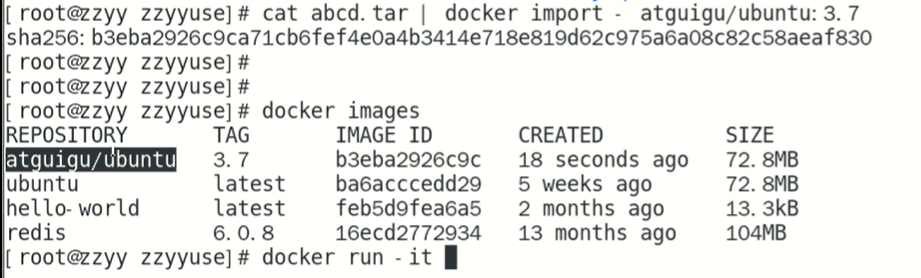 [root@zzyy zzyyuse]# cat abcd.tar | docker import - atguigu/ubuntu:3.7
sha256:b3eba2926c9ca71cb6fef4e0a4b3414e718e819d62c975a6a08c82c58aeaf830
[root@zzyy zzyyuse]#
[root@zzyy zzyyuse]#
[root@zzyy zzyyuse]# docker images
REPOSITORY TAG IMAGE ID CREATED SIZE
atguigu/ubuntu 3.7 b3eba2926c9c 18 seconds ago 72.8MB
ubuntu latest ba6acccedd29 5 weeks ago 72.8MB
hello-world latest feb5d9fea6a5 2 months ago 13.3kB
redis 6.0.8 16ecd2772934 13 months ago 104MB
[root@zzyy zzyyuse]# docker run -it